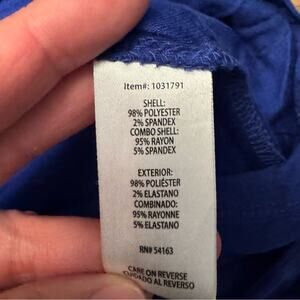 Item#: 1031791
SHELL:
98% POLYESTER
2% SPANDEX
COMBO SHELL:
95% RAYON
5% SPANDEX
EXTERIOR:
98% POLIÉSTER
2% ELASTANO
COMBINADO:
95% RAYONNE
5% ELASTANO
RN# 54163
CARE ON REVERSE
CUIDADO AL REVERSO